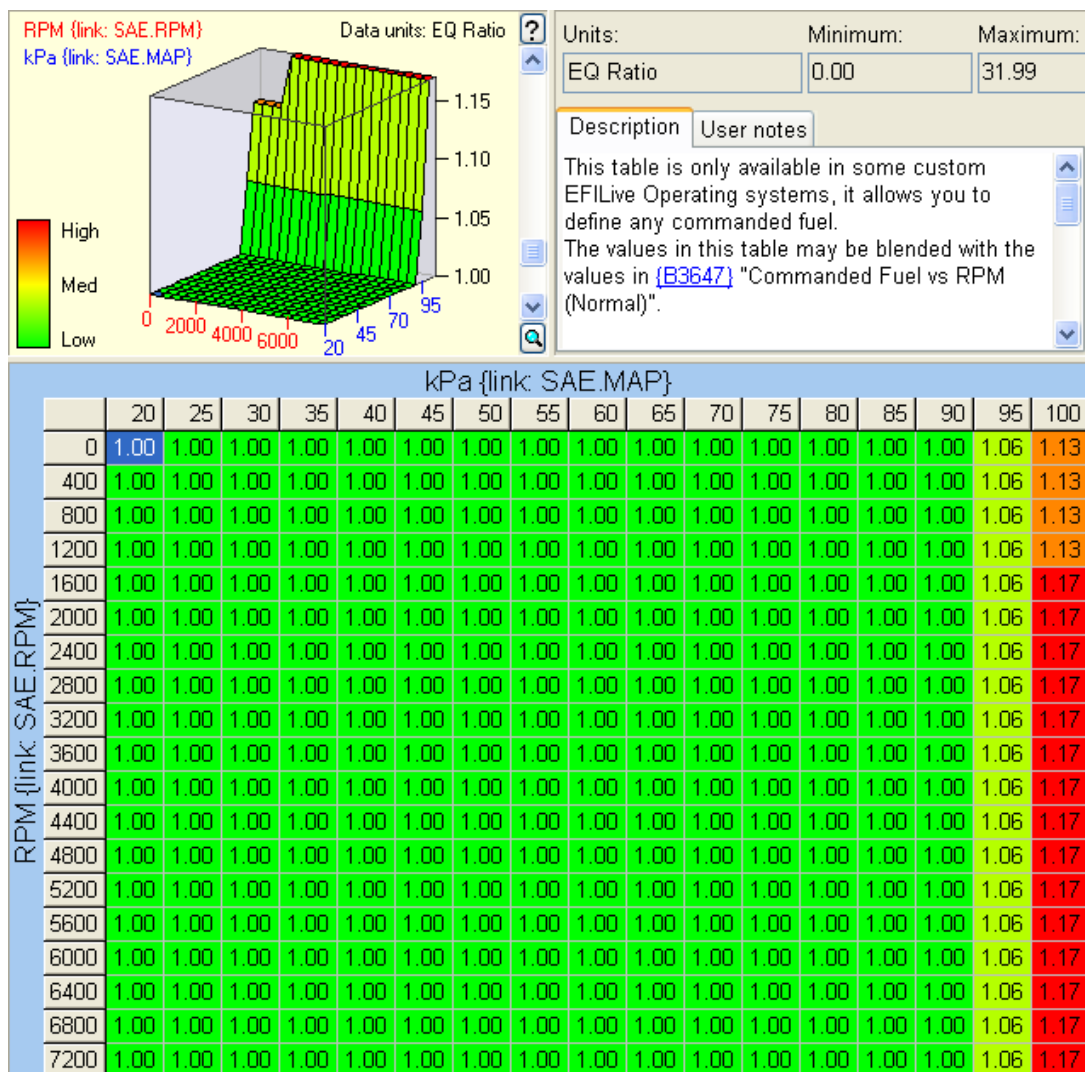 RPM {link: SAE.RPM}
Data units: EQ Ratio
?
kPa {link: SAE.MAP}
1.15
1.10
1.05
1.00
High
Med
Low
0 2000 4000 6000
20 45 70 95
Units: Minimum: Maximum:
EQ Ratio 0.00 31.99
Description User notes
This table is only available in some custom
EFILive Operating systems, it allows you to
define any commanded fuel.
The values in this table may be blended with the
values in {B3647} "Commanded Fuel vs RPM
(Normal)".
kPa {link: SAE.MAP}
20 25 30 35 40 45 50 55 60 65 70 75 80 85 90 95 100
RPM {link: SAE.RPM}
0 1.00 1.00 1.00 1.00 1.00 1.00 1.00 1.00 1.00 1.00 1.00 1.00 1.00 1.00 1.00 1.06 1.13
400 1.00 1.00 1.00 1.00 1.00 1.00 1.00 1.00 1.00 1.00 1.00 1.00 1.00 1.00 1.00 1.06 1.13
800 1.00 1.00 1.00 1.00 1.00 1.00 1.00 1.00 1.00 1.00 1.00 1.00 1.00 1.00 1.00 1.06 1.13
1200 1.00 1.00 1.00 1.00 1.00 1.00 1.00 1.00 1.00 1.00 1.00 1.00 1.00 1.00 1.00 1.06 1.13
1600 1.00 1.00 1.00 1.00 1.00 1.00 1.00 1.00 1.00 1.00 1.00 1.00 1.00 1.00 1.00 1.06 1.17
2000 1.00 1.00 1.00 1.00 1.00 1.00 1.00 1.00 1.00 1.00 1.00 1.00 1.00 1.00 1.00 1.06 1.17
2400 1.00 1.00 1.00 1.00 1.00 1.00 1.00 1.00 1.00 1.00 1.00 1.00 1.00 1.00 1.00 1.06 1.17
2800 1.00 1.00 1.00 1.00 1.00 1.00 1.00 1.00 1.00 1.00 1.00 1.00 1.00 1.00 1.00 1.06 1.17
3200 1.00 1.00 1.00 1.00 1.00 1.00 1.00 1.00 1.00 1.00 1.00 1.00 1.00 1.00 1.00 1.06 1.17
3600 1.00 1.00 1.00 1.00 1.00 1.00 1.00 1.00 1.00 1.00 1.00 1.00 1.00 1.00 1.00 1.06 1.17
4000 1.00 1.00 1.00 1.00 1.00 1.00 1.00 1.00 1.00 1.00 1.00 1.00 1.00 1.00 1.00 1.06 1.17
4400 1.00 1.00 1.00 1.00 1.00 1.00 1.00 1.00 1.00 1.00 1.00 1.00 1.00 1.00 1.00 1.06 1.17
4800 1.00 1.00 1.00 1.00 1.00 1.00 1.00 1.00 1.00 1.00 1.00 1.00 1.00 1.00 1.00 1.06 1.17
5200 1.00 1.00 1.00 1.00 1.00 1.00 1.00 1.00 1.00 1.00 1.00 1.00 1.00 1.00 1.00 1.06 1.17
5600 1.00 1.00 1.00 1.00 1.00 1.00 1.00 1.00 1.00 1.00 1.00 1.00 1.00 1.00 1.00 1.06 1.17
6000 1.00 1.00 1.00 1.00 1.00 1.00 1.00 1.00 1.00 1.00 1.00 1.00 1.00 1.00 1.00 1.06 1.17
6400 1.00 1.00 1.00 1.00 1.00 1.00 1.00 1.00 1.00 1.00 1.00 1.00 1.00 1.00 1.00 1.06 1.17
6800 1.00 1.00 1.00 1.00 1.00 1.00 1.00 1.00 1.00 1.00 1.00 1.00 1.00 1.00 1.00 1.06 1.17
7200 1.00 1.00 1.00 1.00 1.00 1.00 1.00 1.00 1.00 1.00 1.00 1.00 1.00 1.00 1.00 1.06 1.17